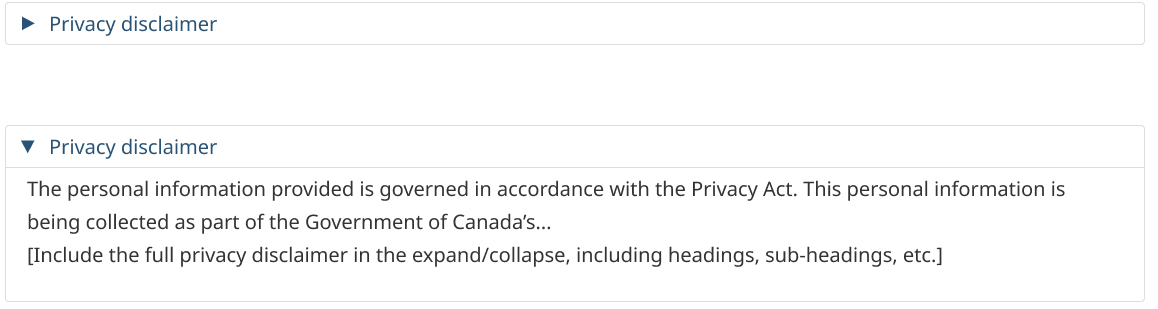 Privacy disclaimer
Privacy disclaimer
The personal information provided is governed in accordance with the Privacy Act. This personal information is
being collected as part of the Government of Canada’s...
[Include the full privacy disclaimer in the expand/collapse, including headings, sub-headings, etc.]